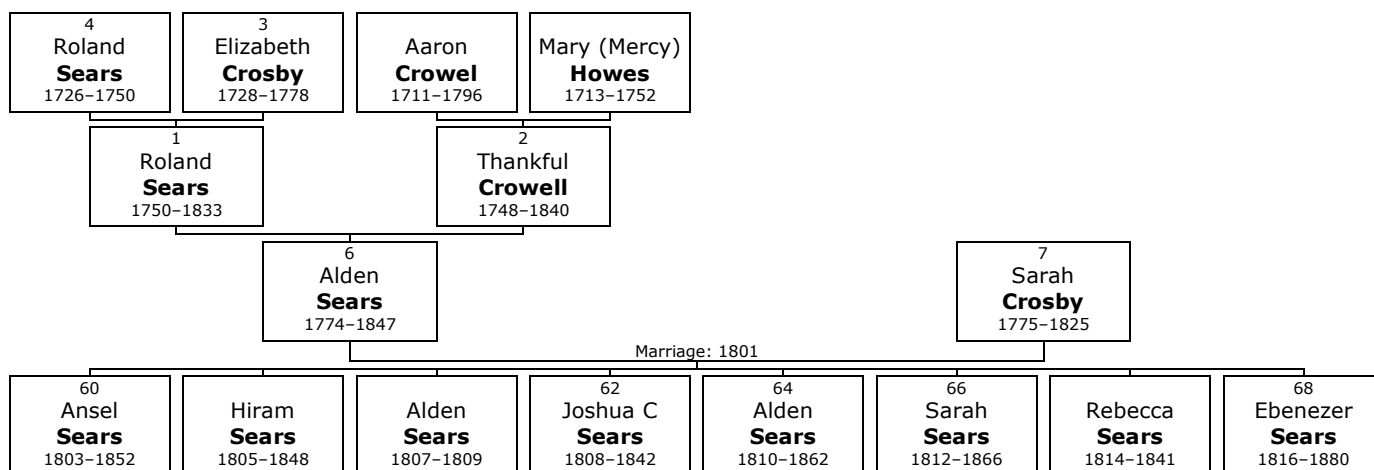 4
Roland
Sears
1726–1750
3
Elizabeth
Crosby
1728–1778
Aaron
Crowel
1711–1796
Mary (Mercy)
Howes
1713–1752
1
Roland
Sears
1750–1833
2
Thankful
Crowell
1748–1840
6
Alden
Sears
1774–1847
7
Sarah
Crosby
1775–1825
Marriage: 1801
60
Ansel
Sears
1803–1852
Hiram
Sears
1805–1848
Alden
Sears
1807–1809
62
Joshua C
Sears
1808–1842
64
Alden
Sears
1810–1862
66
Sarah
Sears
1812–1866
Rebecca
Sears
1814–1841
68
Ebenezer
Sears
1816–1880